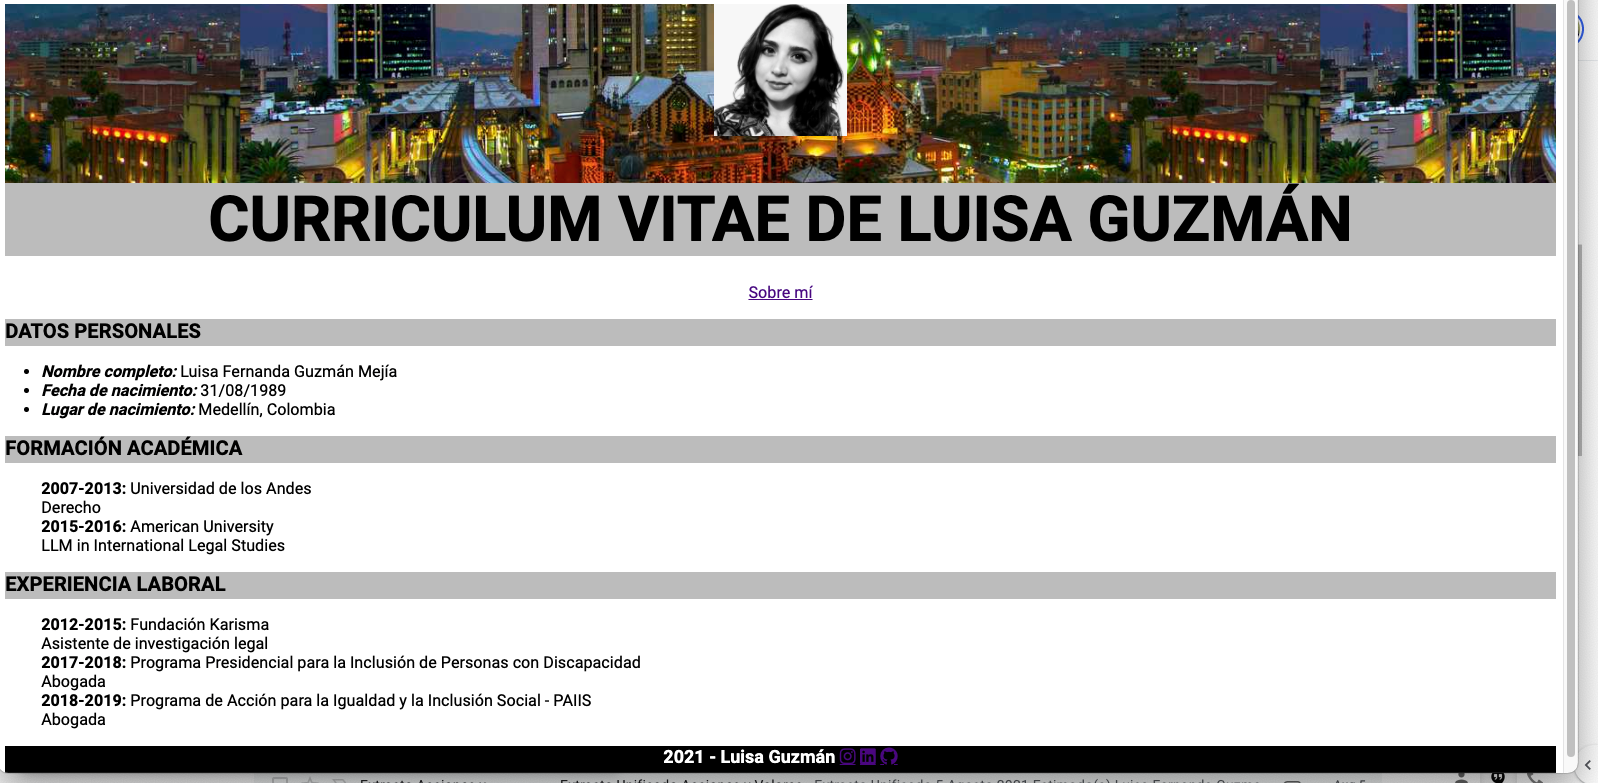 CURRICULUM VITAE DE LUISA GUZMÁN
Sobre mí
DATOS PERSONALES
Nombre completo: Luisa Fernanda Guzmán Mejía
Fecha de nacimiento: 31/08/1989
Lugar de nacimiento: Medellín, Colombia
FORMACIÓN ACADÉMICA
2007-2013: Universidad de los Andes
Derecho
2015-2016: American University
LLM in International Legal Studies
EXPERIENCIA LABORAL
2012-2015: Fundación Karisma
Asistente de investigación legal
2017-2018: Programa Presidencial para la Inclusión de Personas con Discapacidad
Abogada
2018-2019: Programa de Acción para la Igualdad y la Inclusión Social - PAIIS
Abogada
2021 - Luisa Guzmán